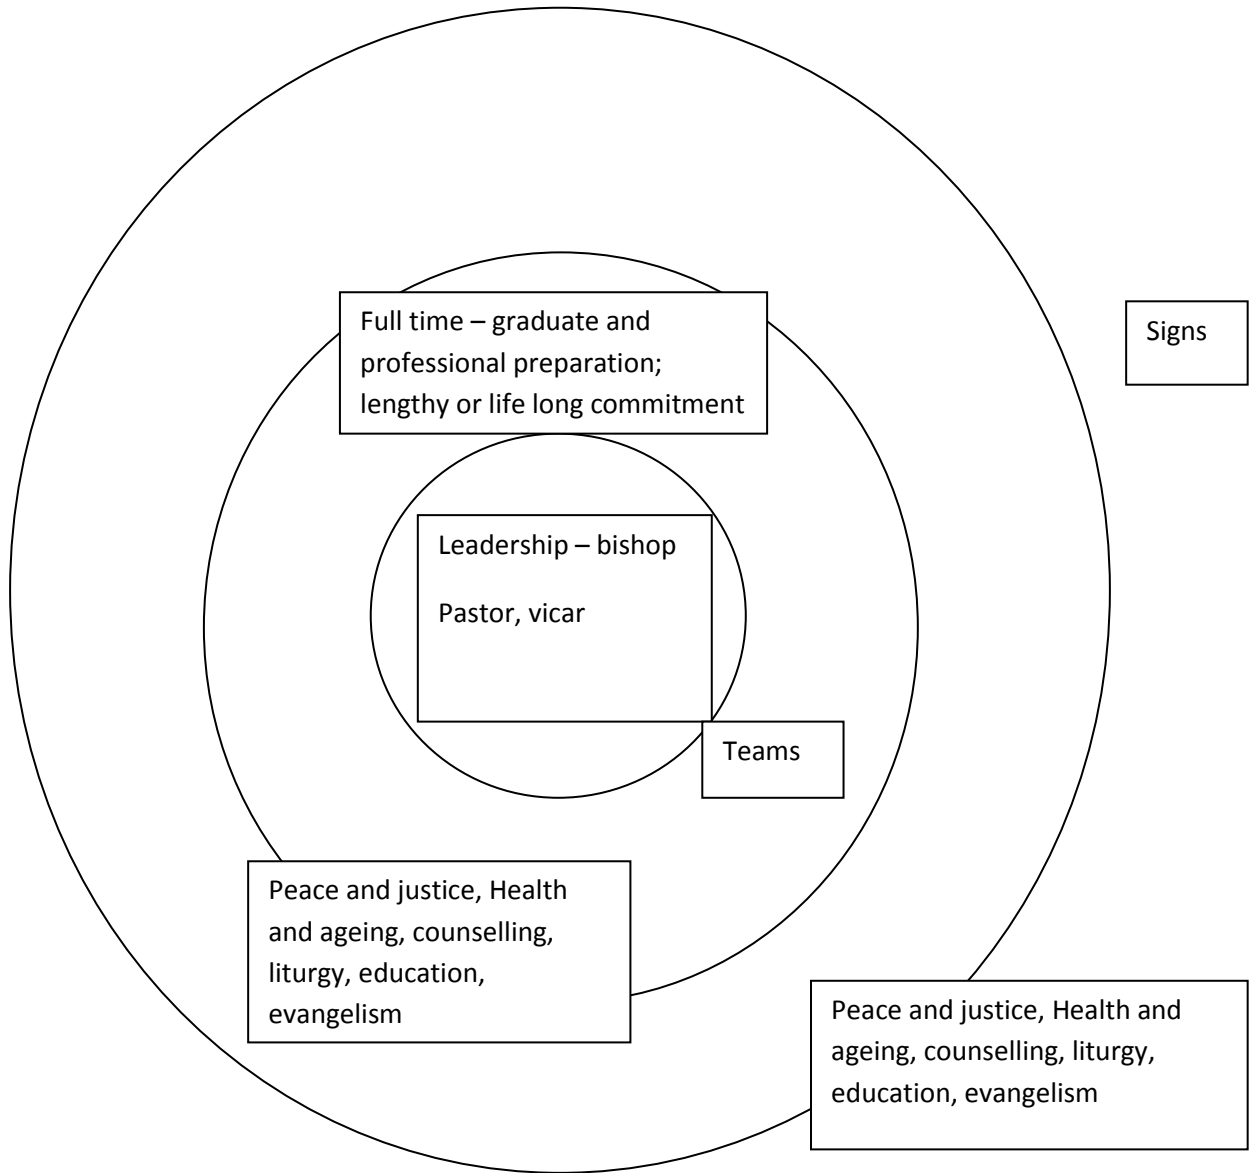 Full time – graduate and
professional preparation;
lengthy or life long commitment
Signs
Leadership – bishop
Pastor, vicar
Teams
Peace and justice, Health
and ageing, counselling,
liturgy, education,
evangelism
Peace and justice, Health and
ageing, counselling, liturgy,
education, evangelism